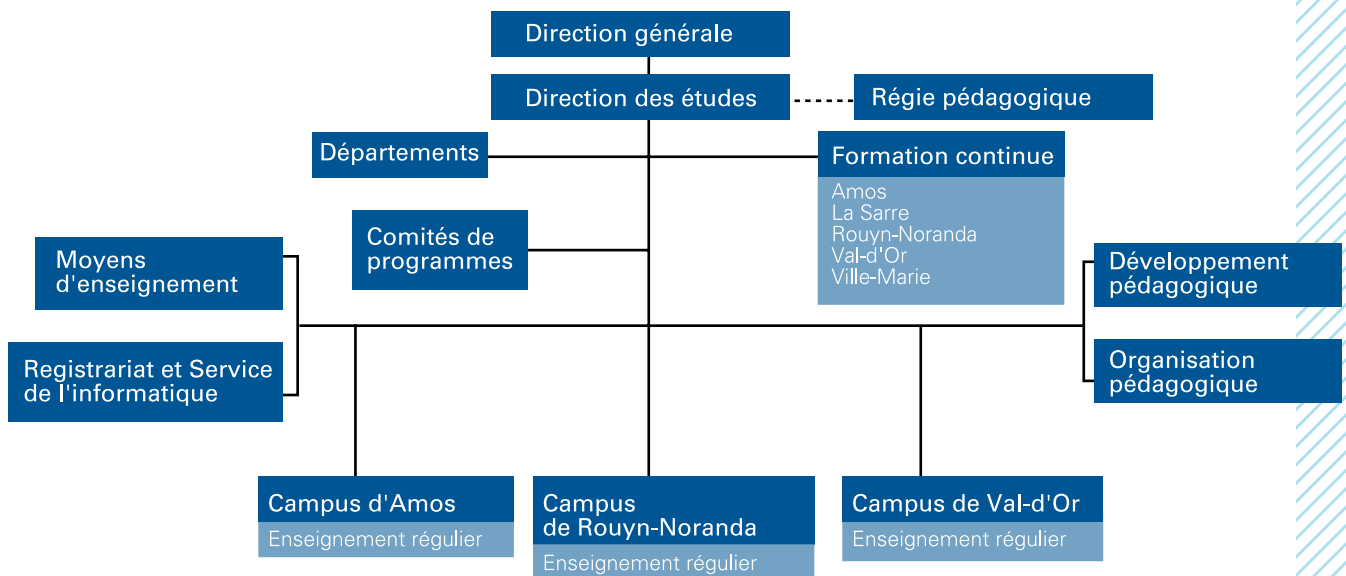 Direction générale
Direction des études
Régie pédagogique
Départements
Formation continue
Amos
La Sarre
Rouyn-Noranda
Val-d'Or
Ville-Marie
Comités de
programmes
Moyens
d'enseignement
Développement
pédagogique
Registrariat et Service
de l'informatique
Organisation
pédagogique
Campus d'Amos
Enseignement régulier
Campus
de Rouyn-Noranda
Enseignement régulier
Campus de Val-d'Or
Enseignement régulier